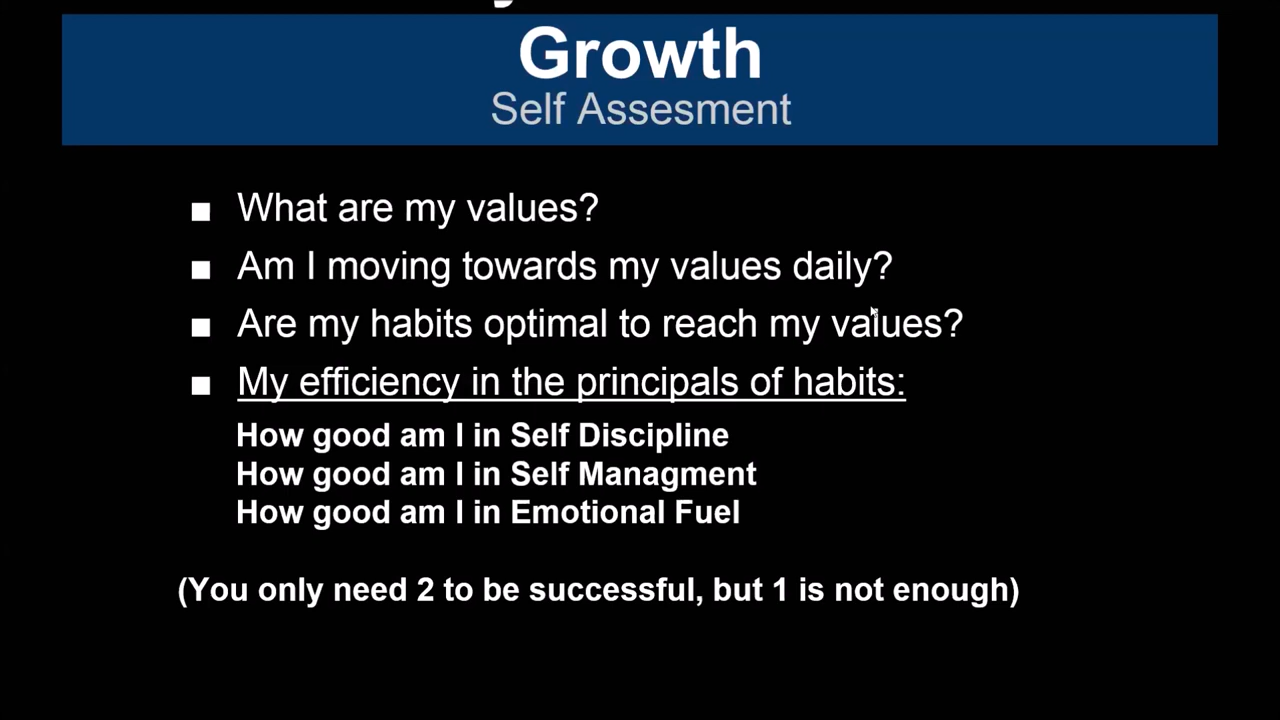 Growth
Self Assesment
■ What are my values?
■ Am I moving towards my values daily?
■ Are my habits optimal to reach my values?
■ My efficiency in the principals of habits:
How good am I in Self Discipline
How good am I in Self Managment
How good am I in Emotional Fuel
(You only need 2 to be successful, but 1 is not enough)